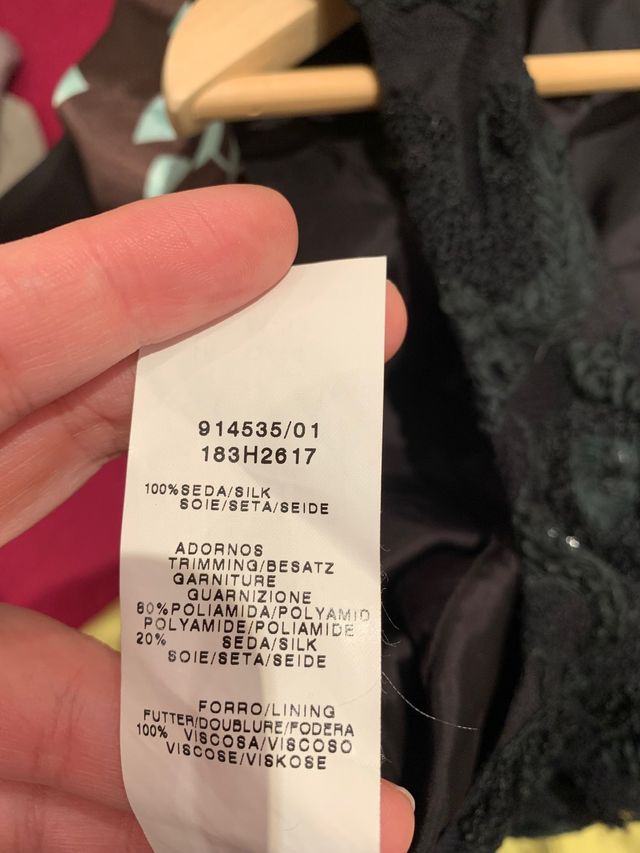 914535/01
183H2617
100%SEDA/SILK
SOIE/SETA/SEIDE
ADORNOS
TRIMMING/BESATZ
GARNITURE
GUARNIZIONE
80%POLIAMIDA/POLYAMID
POLYAMIDE/POLIAMIDE
20% SEDA/SILK
SOIE/SETA/SEIDE
FORRO/LINING
FUTTER/DOUBLURE/FODERA
100% VISCOSA/VISCOSO
VISCOSE/VISKOSE